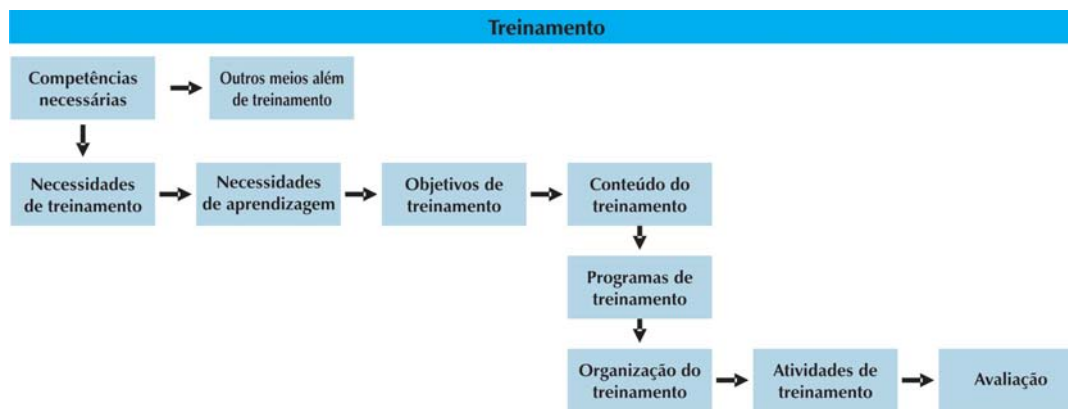 Treinamento
Competências
necessárias
Outros meios além
de treinamento
Necessidades
de treinamento
Necessidades
de aprendizagem
Objetivos de
treinamento
Conteúdo do
treinamento
Programas de
treinamento
Organização do
treinamento
Atividades de
treinamento
Avaliação